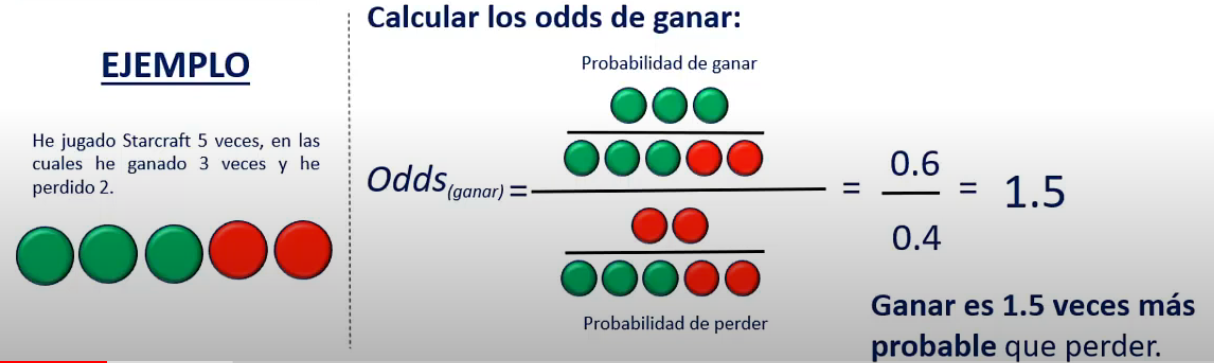 EJEMPLO
He jugado Starcraft 5 veces, en las
cuales he ganado 3 veces y he
perdido 2.
Calcular los odds de ganar:
Probabilidad de ganar
Odds(ganar) =
Probabilidad de perder
= 0.6
0.4
= 1.5
Ganar es 1.5 veces más
probable que perder.